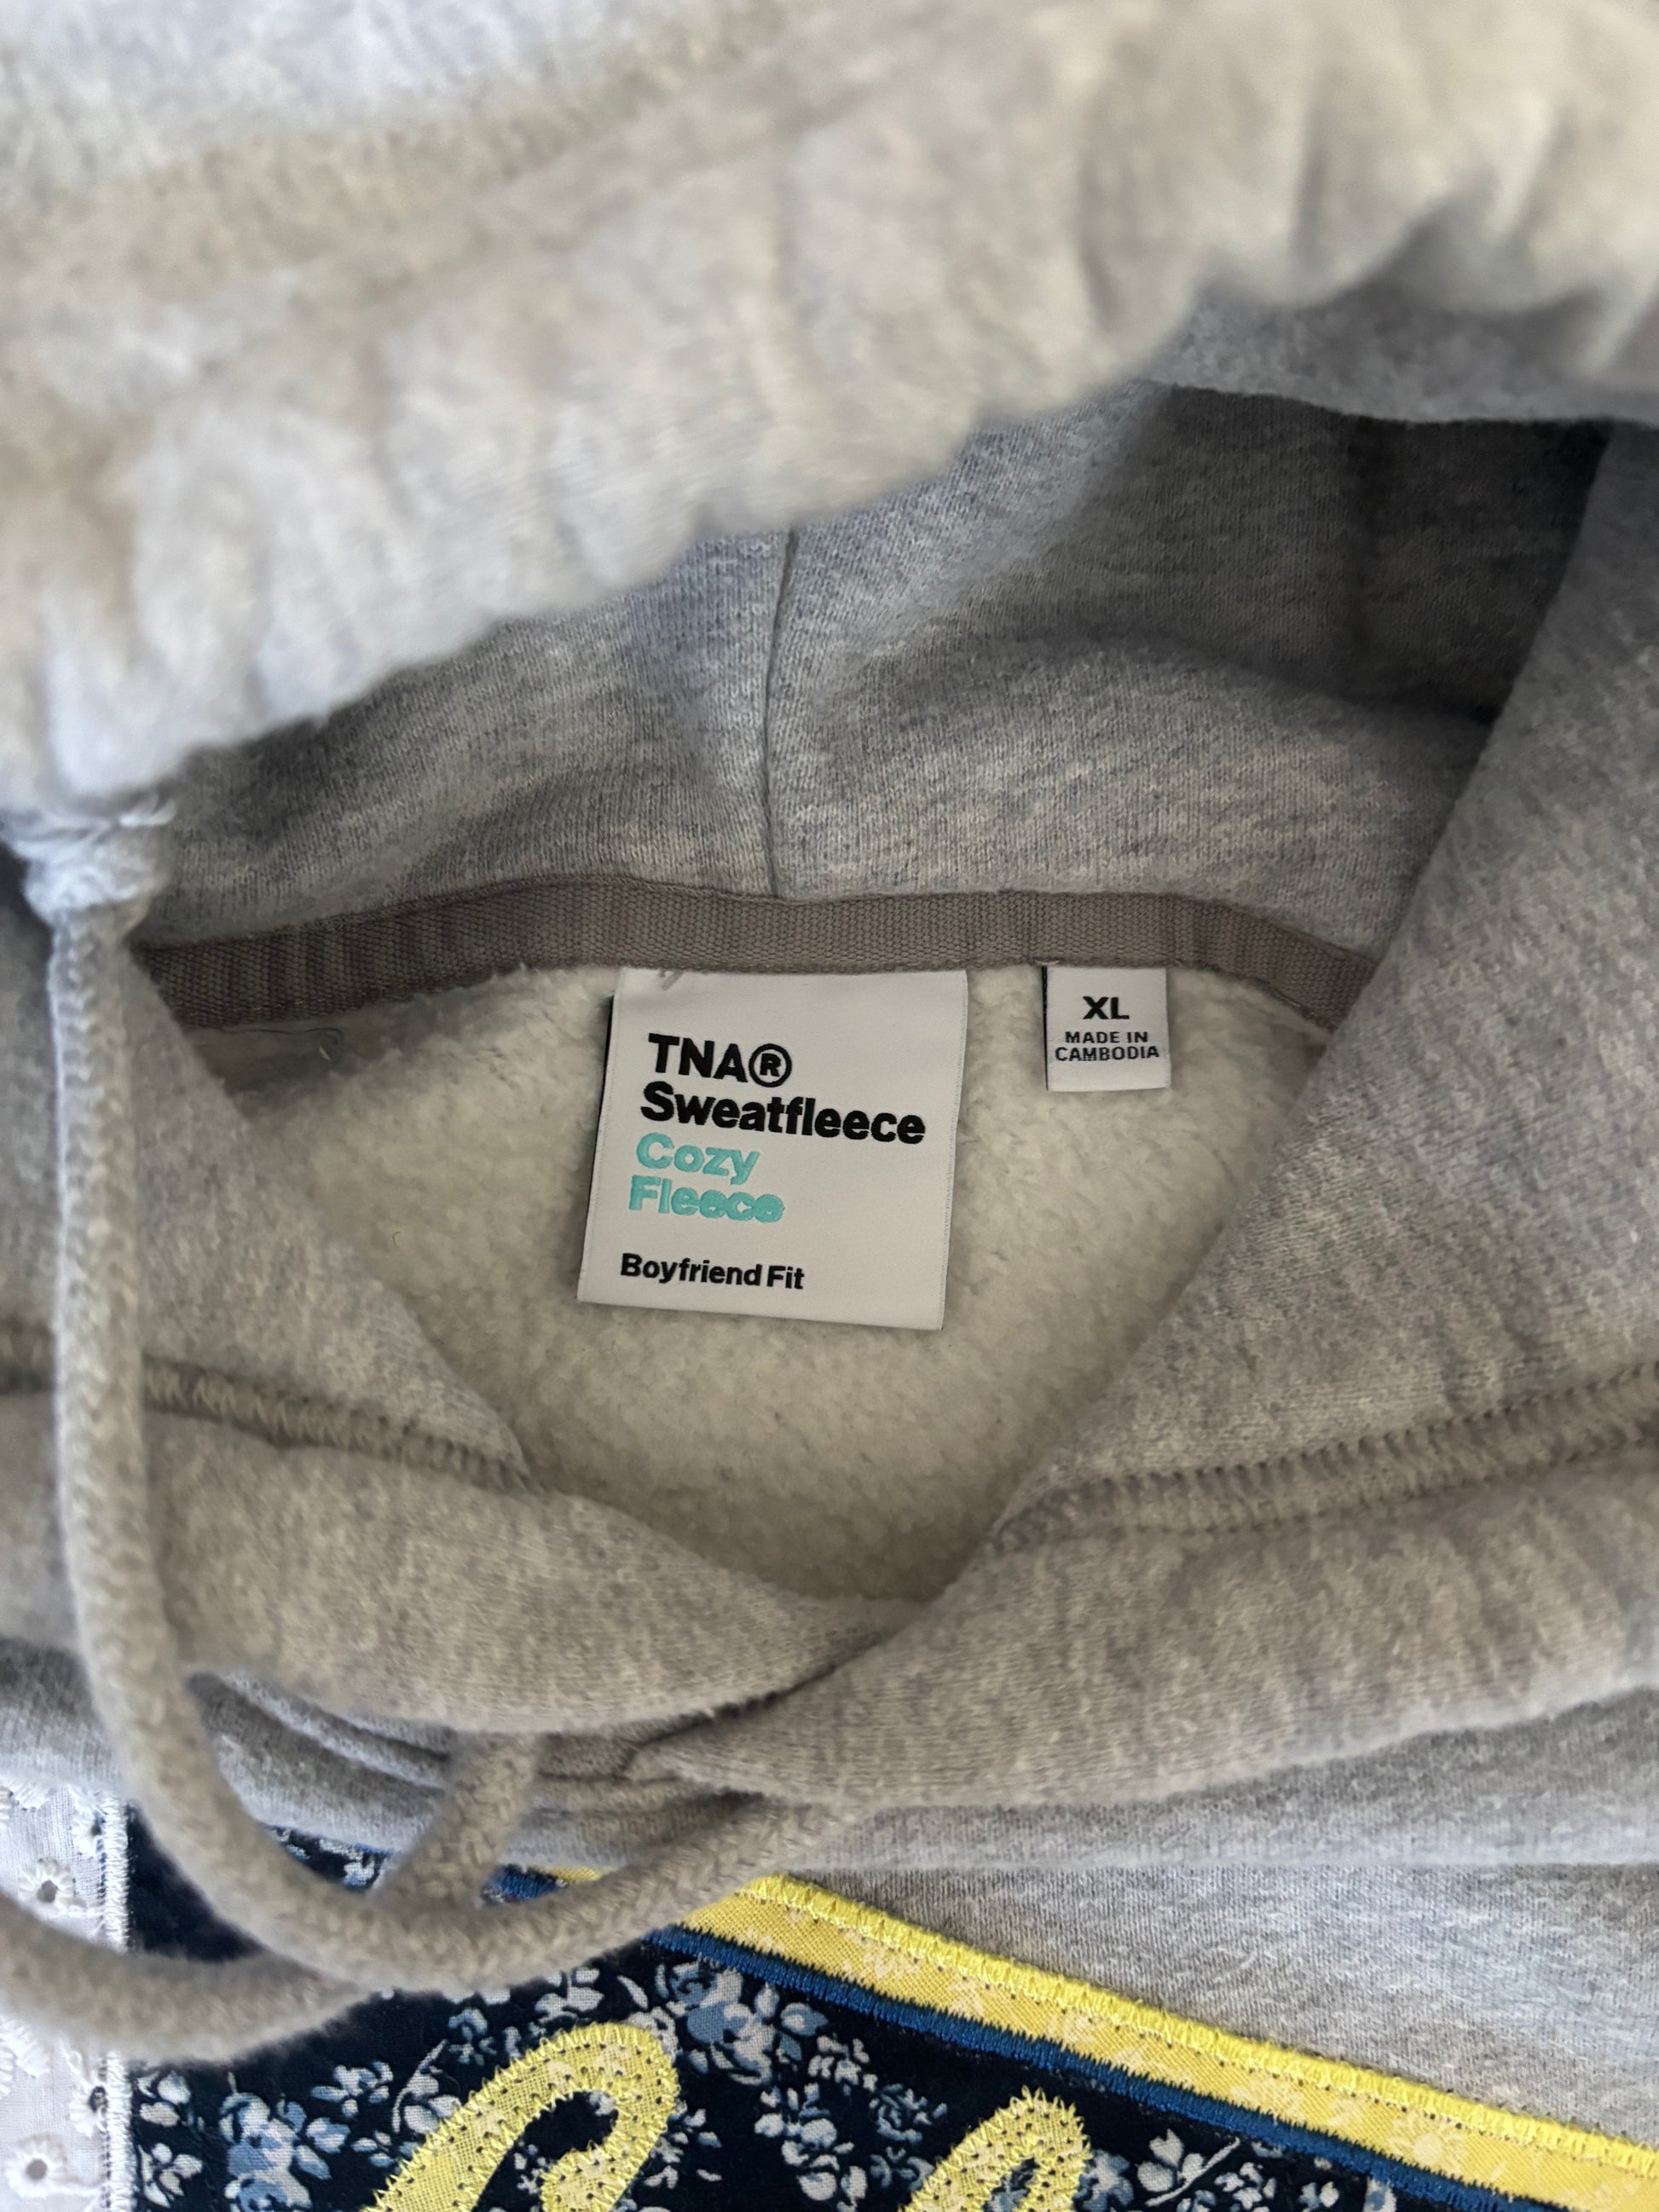 TNA®
Sweatfleece
Cozy
Fleece
Boyfriend Fit
XL
MADE IN
CAMBODIA